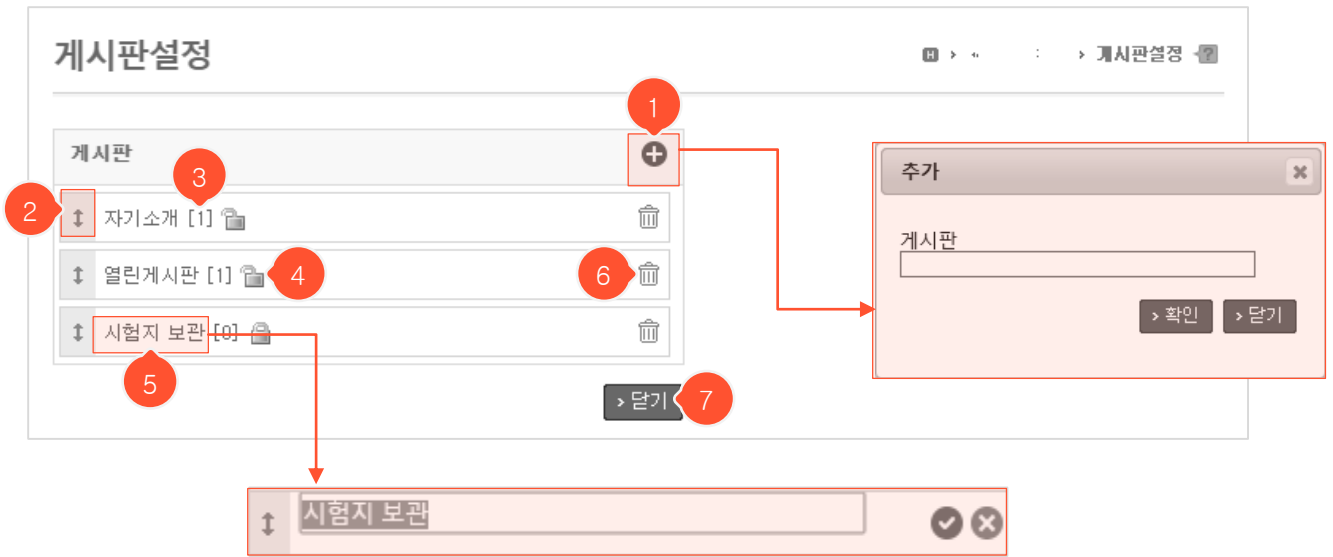 게시판설정
H > > 게시판설정 ?
1
게시판
3
2
자기소개 [1]
열린게시판 [1]
4
6
시험지 보관 [0]
5
> 닫기
7
추가
게시판
> 확인
> 닫기
시험지 보관